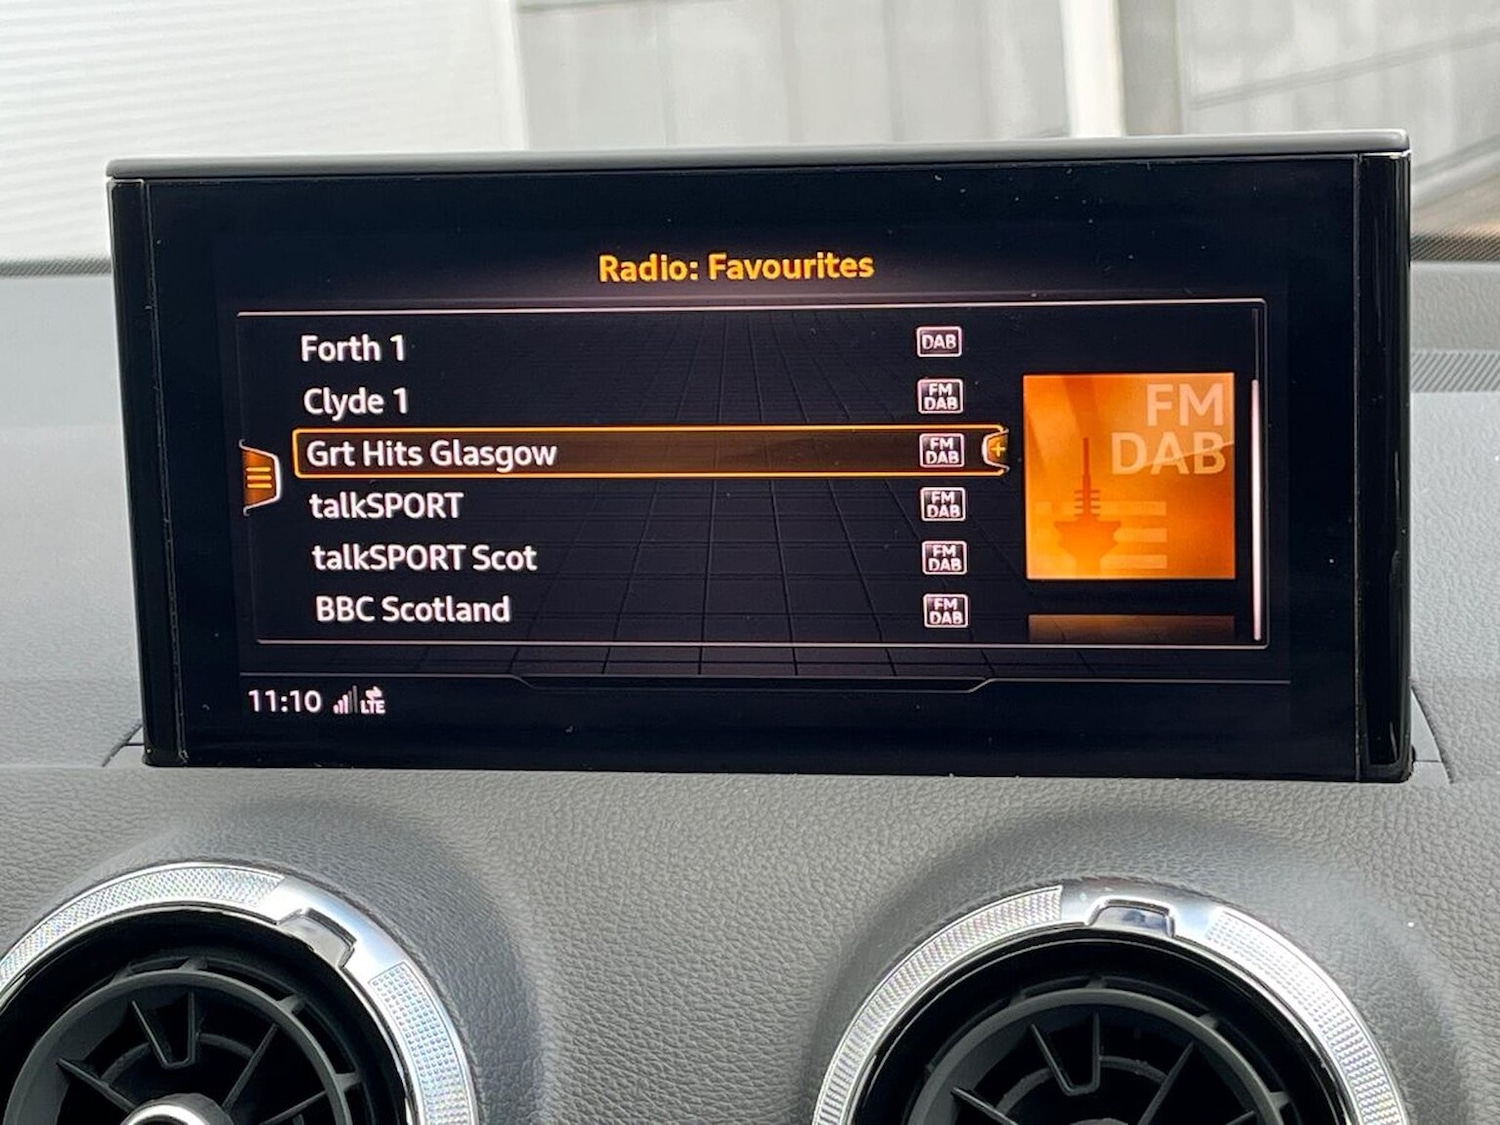 Radio: Favourites
Forth 1 DAB
Clyde 1 FM DAB
Grt Hits Glasgow FM DAB
talkSPORT FM DAB
talkSPORT Scot FM DAB
BBC Scotland FM DAB
FM
DAB
11:10 LTE